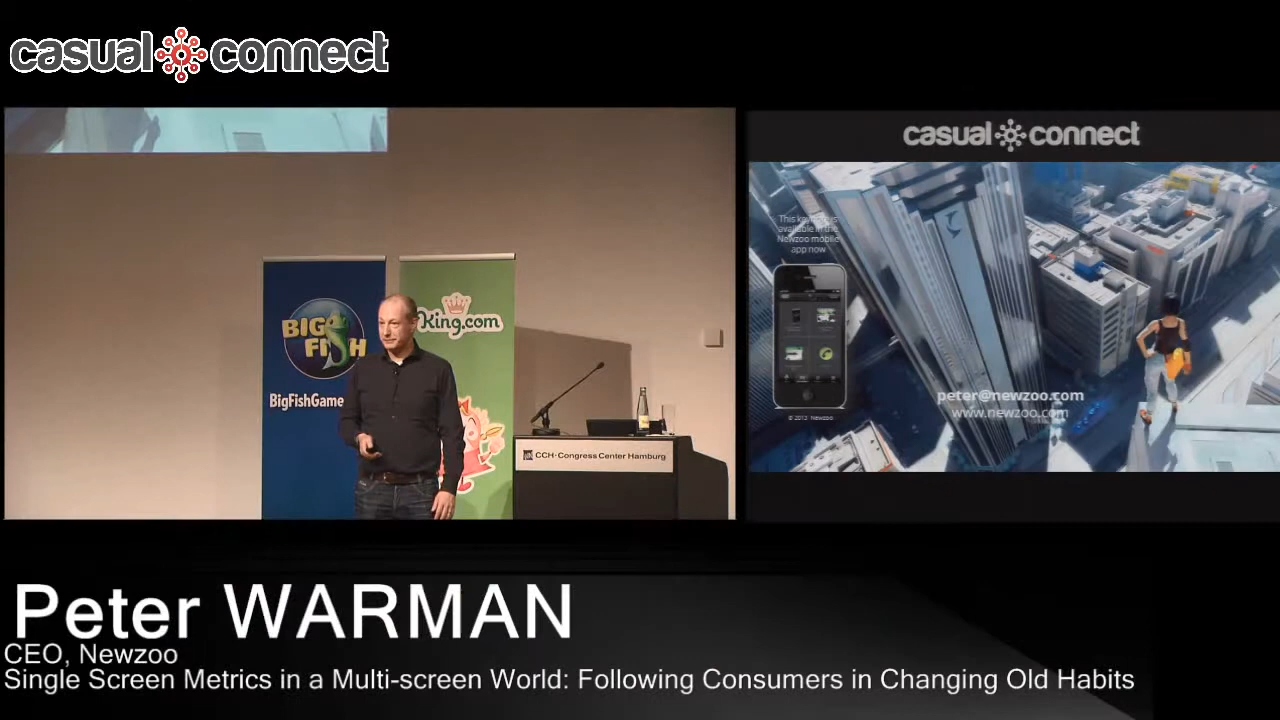 casual connect
casual connect
This keynote is
available in the
Newzoo mobile
app now
BIG
FISH
BigFishGame
King.com
CCH-Congress Center Hamburg
peter@newzoo.com
www.newzoo.com
© 2012 Newzoo
Peter WARMAN
CEO, Newzoo
Single Screen Metrics in a Multi-screen World: Following Consumers in Changing Old Habits